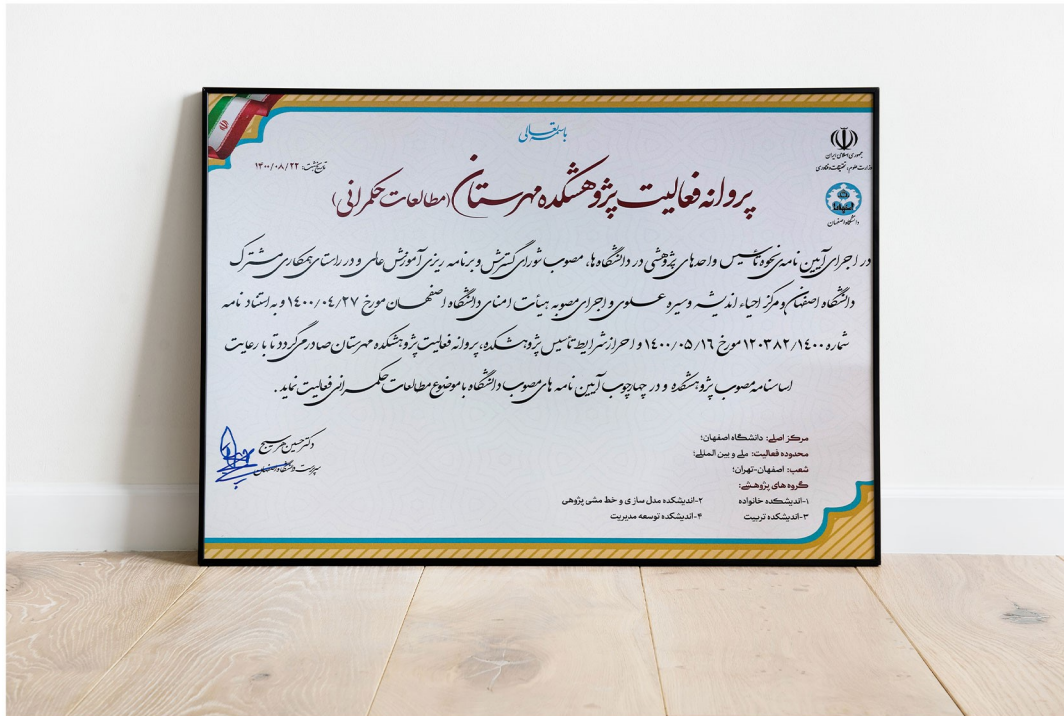 باسمه تعالی
جمهوری اسلامی ایران
وزارت علوم، تحقیقات و فناوری
دانشگاه اصفهان
تاریخ ثبت: ۱۴۰۰/۰۸/۲۲
پروانه فعالیت پژوهشکده مهرستان (مطالعات حکمرانی)
در اجرای آیین نامه نحوه تأسیس واحدهای پژوهشی در دانشگاه ها، مصوب شورای گسترش و برنامه ریزی آموزش عالی و در راستای همکاری مشترک
دانشگاه اصفهان و مرکز احیاء اندیشه و سیره علوی و اجرای مصوبه هیأت امنای دانشگاه اصفهان مورخ ۱۴۰۰/۰۴/۲۷ و به استناد نامه
شماره ۱۲۰۳۸۲/۱۴۰۰ مورخ ۱۴۰۰/۰۵/۱۶ و احراز شرایط تأسیس پژوهشکده، پروانه فعالیت پژوهشکده مهرستان صادر می گردد تا با رعایت
اساسنامه مصوب پژوهشکده و در چهارچوب آیین نامه های مصوب دانشگاه با موضوع مطالعات حکمرانی فعالیت نماید.
دکتر حسین هرسیج
سرپرست دانشگاه اصفهان
مرکز اصلی: دانشگاه اصفهان؛
محدوده فعالیت: ملی و بین المللی؛
شعب: اصفهان-تهران؛
گروه های پژوهشی:
۱-اندیشکده خانواده ۲-اندیشکده مدل سازی و خط مشی پژوهی
۳-اندیشکده تربیت ۴-اندیشکده توسعه مدیریت